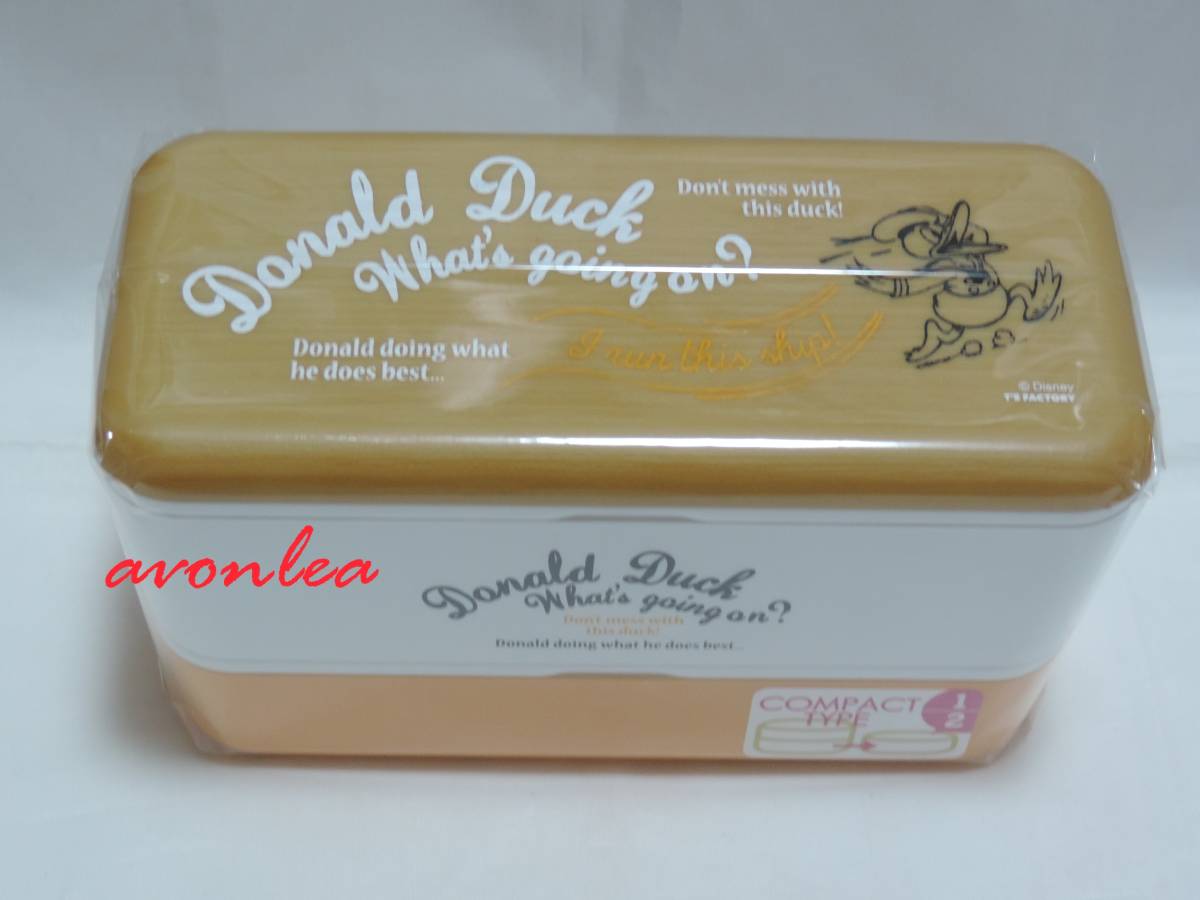 Donald Duck
What's going on?
Don't mess with
this duck!
Donald doing what
he does best...
I run this ship!
© Disney
T'S FACTORY
avonlea
Donald Duck
What's going on?
Don't mess with
this duck!
Donald doing what he does best...
COMPACT
TYPE
1
2